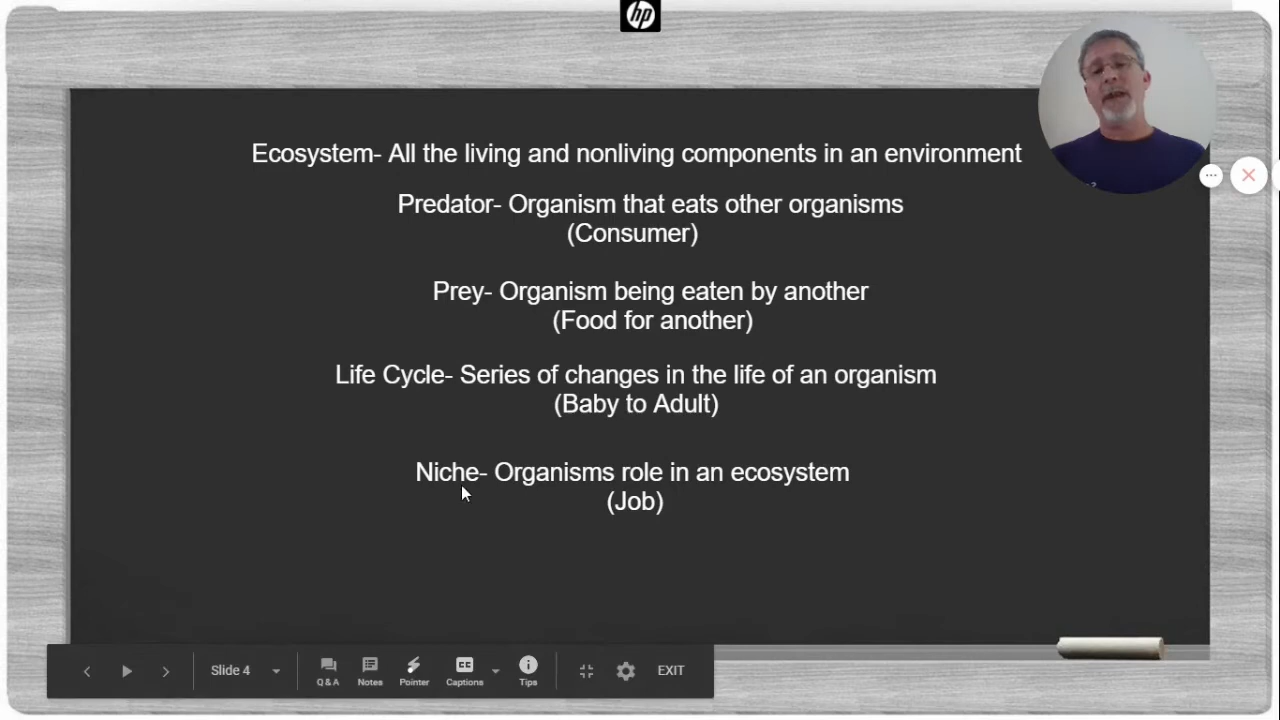 hp
Ecosystem- All the living and nonliving components in an environment
Predator- Organism that eats other organisms
(Consumer)
Prey- Organism being eaten by another
(Food for another)
Life Cycle- Series of changes in the life of an organism
(Baby to Adult)
Niche- Organisms role in an ecosystem
(Job)
Slide 4
Q & A
Notes
Pointer
CC
Captions
Tips
EXIT